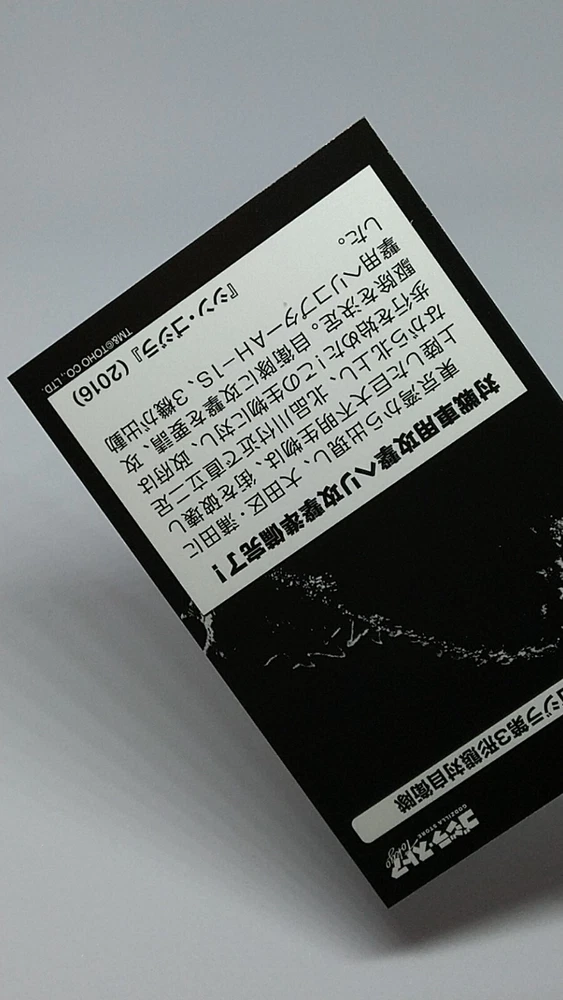 ゴジラ・ストア
GODZILLA STORE Tokyo
ゴジラ第3形態対自衛隊
対戦車用攻撃ヘリ攻撃準備完了!
東京湾から出現し、大田区・蒲田に
上陸した巨大不明生物は、街を破壊し
ながら北上し、北品川付近で直立二足
歩行を始めた!この生物に対し、政府は
駆除を決定。自衛隊に攻撃を要請、攻
撃用ヘリコプターAH-1S、3機が出動
した。
『シン・ゴジラ』(2016)
TM&©TOHO CO., LTD.